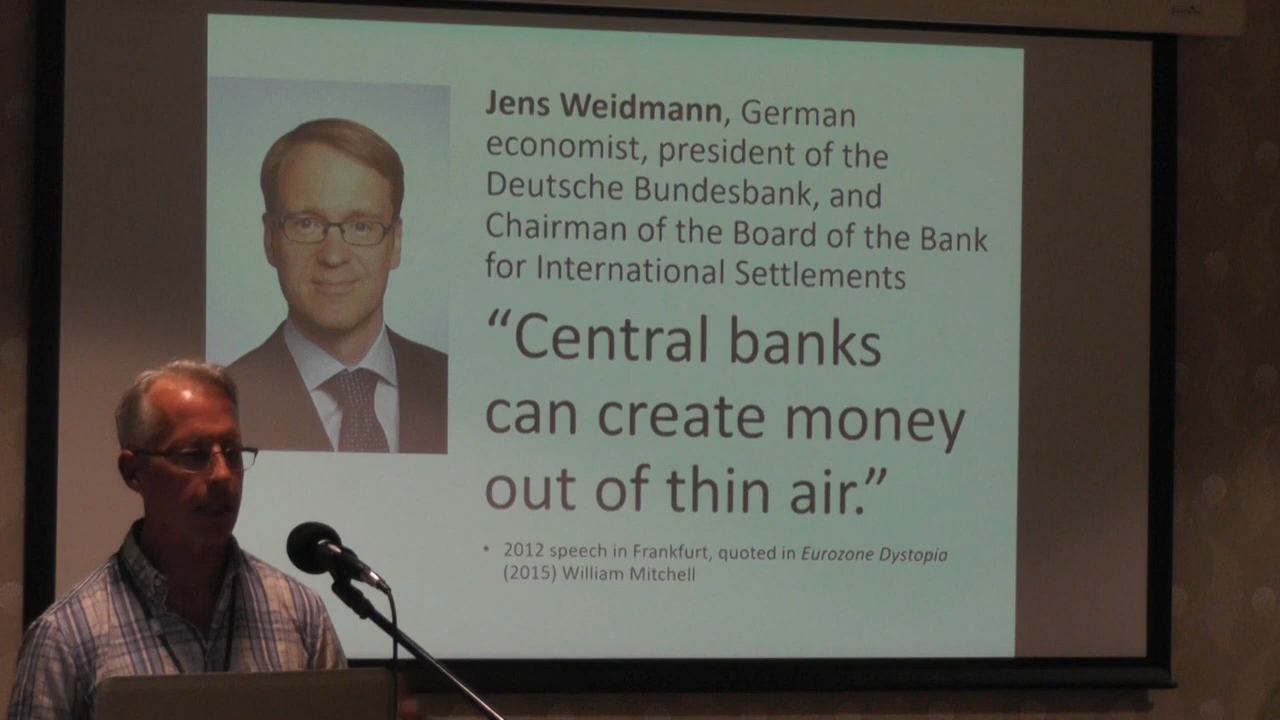 Jens Weidmann, German
economist, president of the
Deutsche Bundesbank, and
Chairman of the Board of the Bank
for International Settlements
“Central banks
can create money
out of thin air.”
• 2012 speech in Frankfurt, quoted in Eurozone Dystopia
(2015) William Mitchell